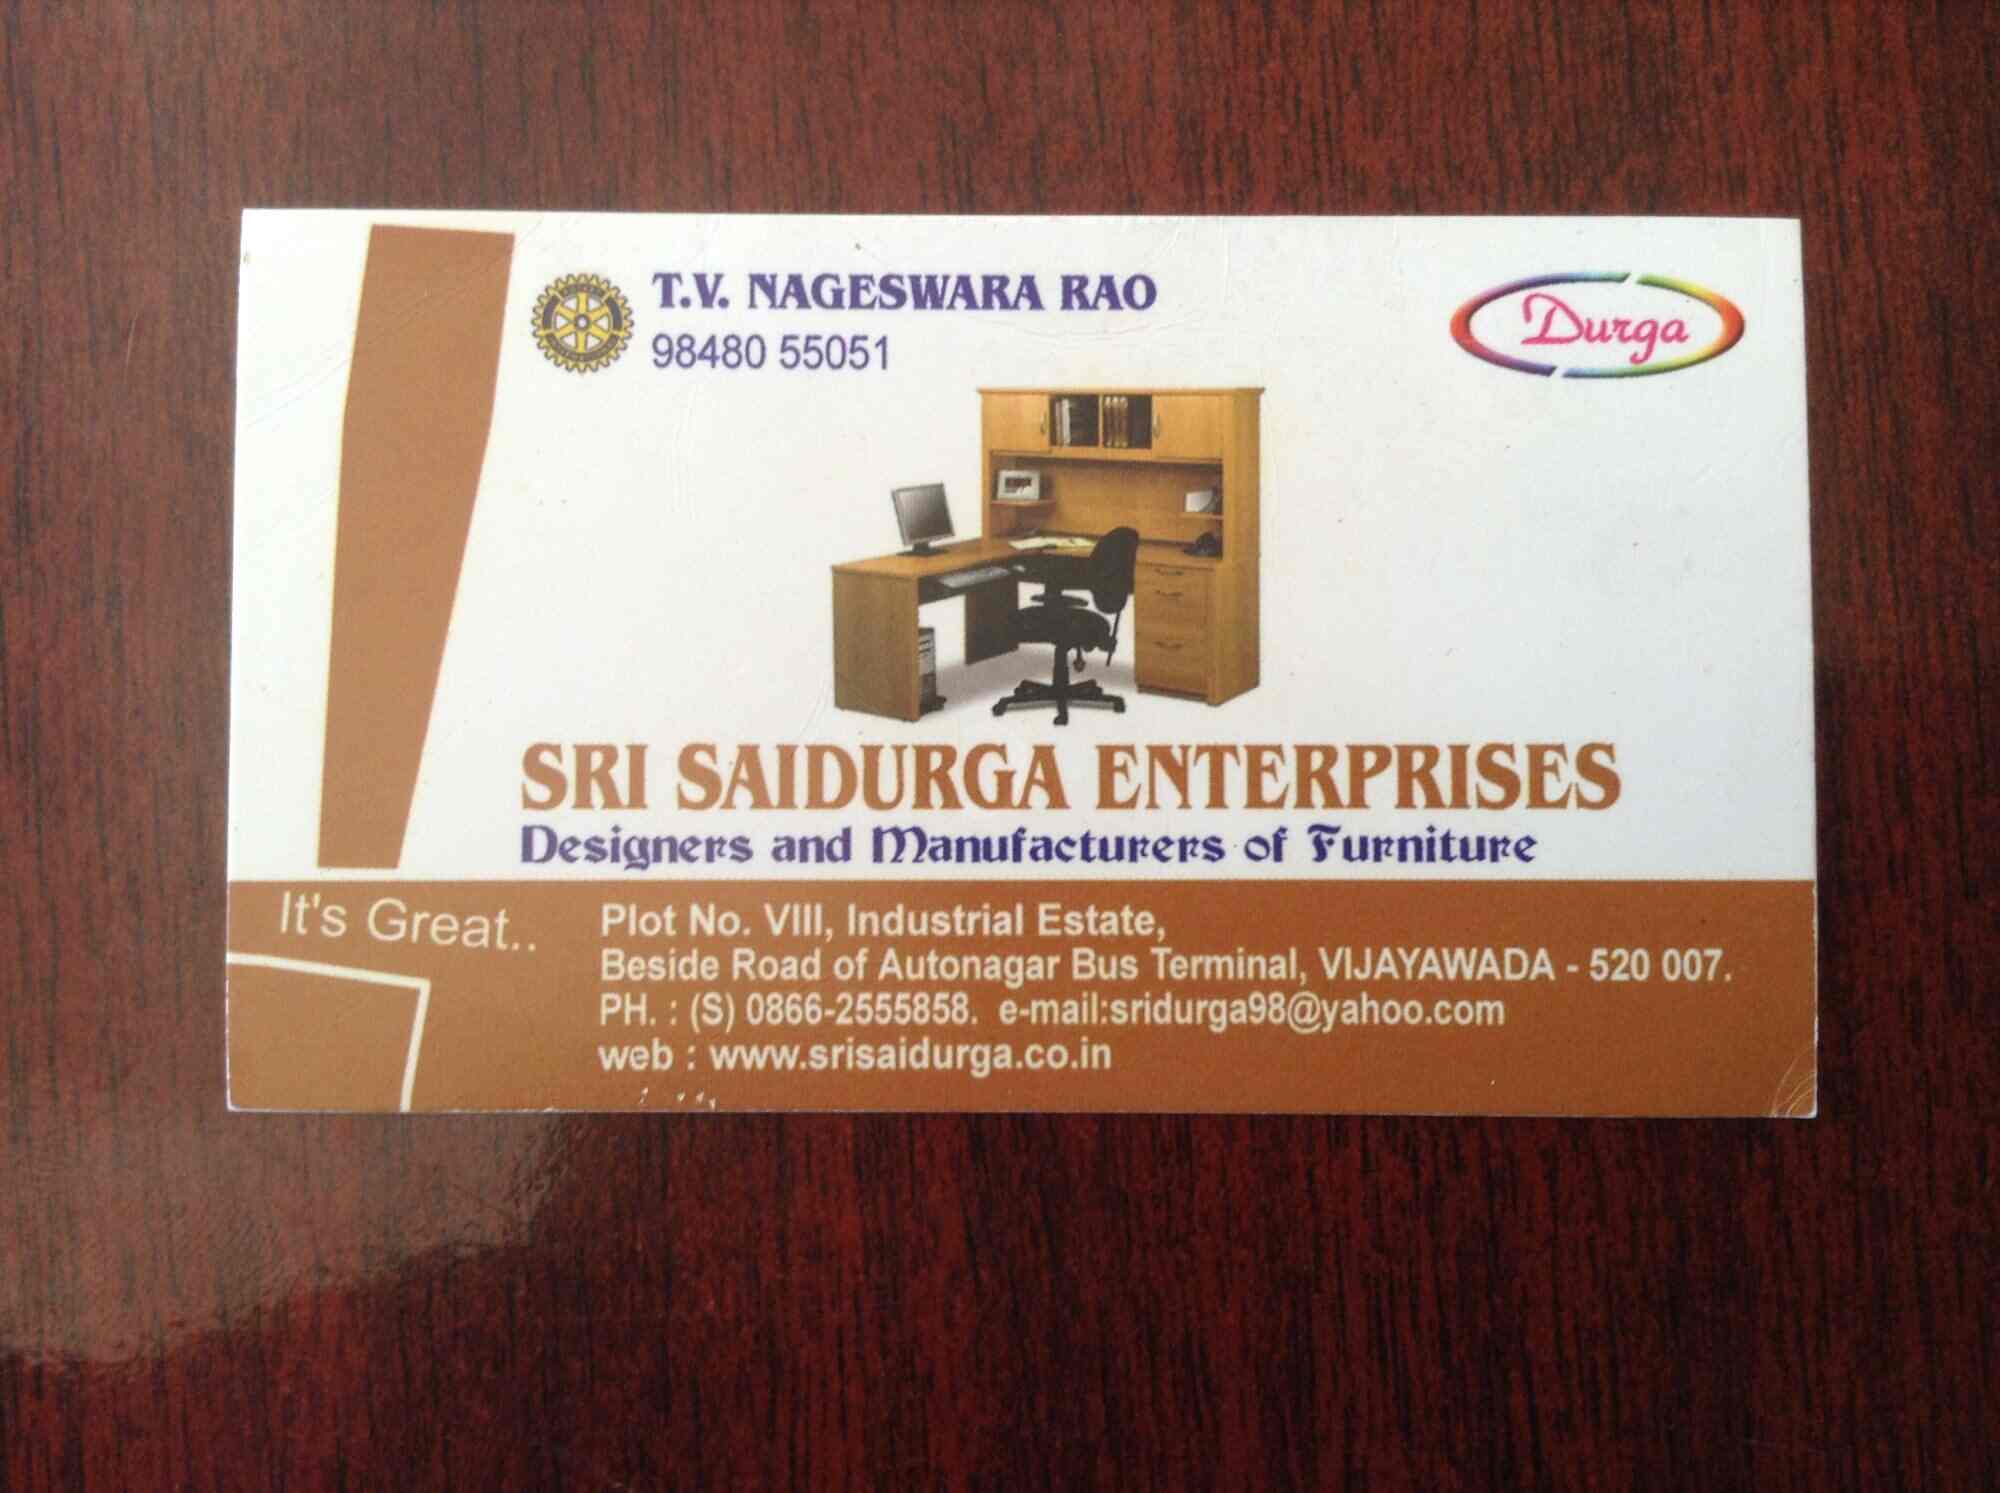 T.V. NAGESWARA RAO
98480 55051
Durga
SRI SAIDURGA ENTERPRISES
Designers and Manufacturers of Furniture
It's Great..
Plot No. VIII, Industrial Estate,
Beside Road of Autonagar Bus Terminal, VIJAYAWADA - 520 007.
PH. : (S) 0866-2555858. e-mail:sridurga98@yahoo.com
web : www.srisaidurga.co.in